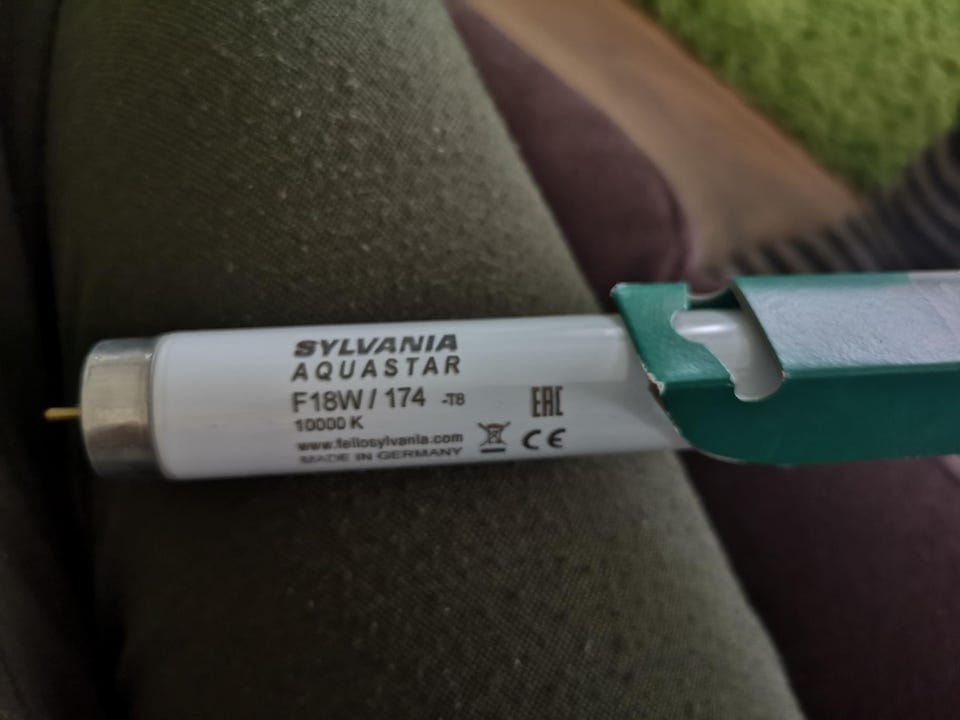 SYLVANIA
AQUASTAR
F18W / 174 -T8
10000 K
www.feilosylvania.com
MADE IN GERMANY
EAC
CE